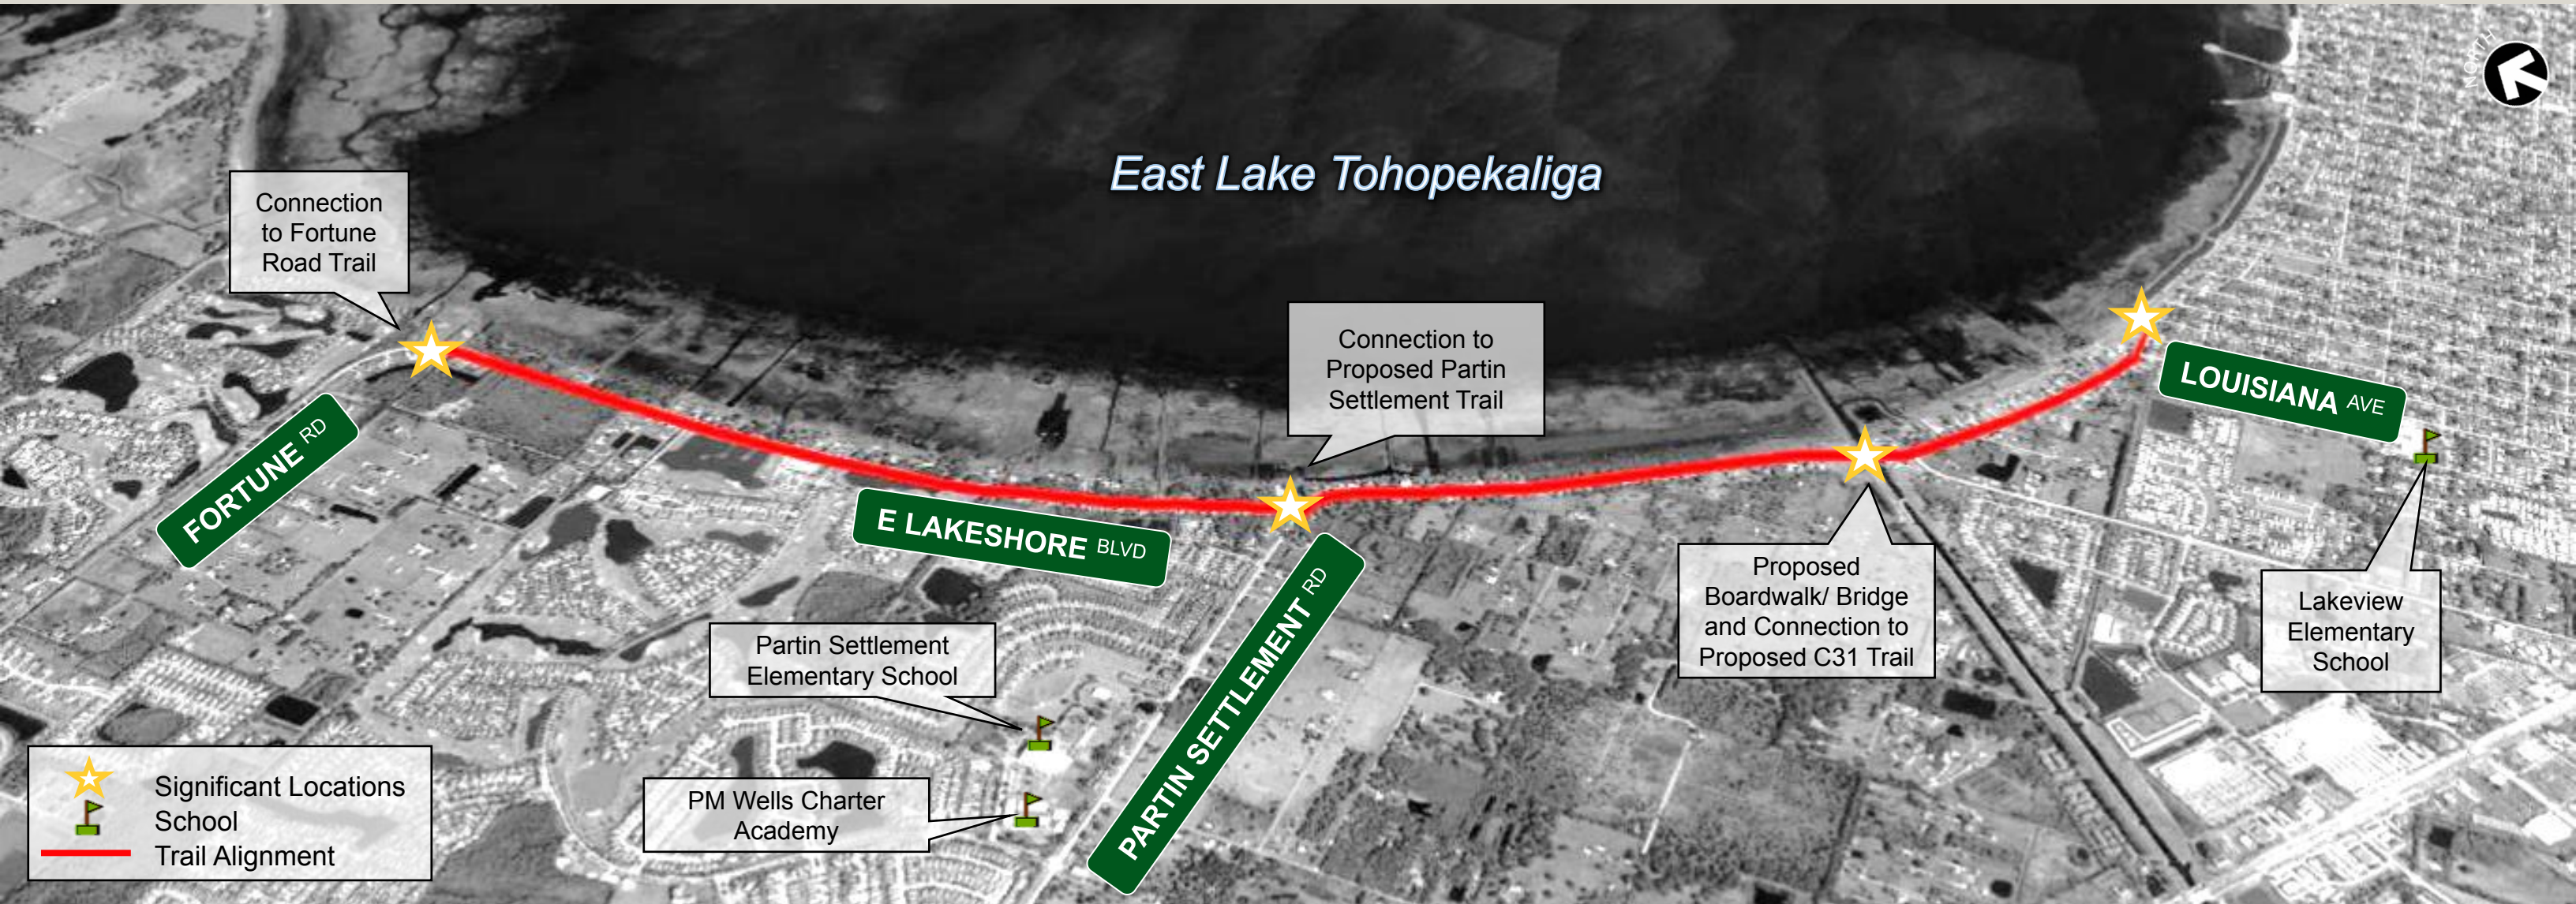 NORTH
East Lake Tohopekaliga
Connection
to Fortune
Road Trail
Connection to
Proposed Partin
Settlement Trail
LOUISIANA AVE
FORTUNE RD
E LAKESHORE BLVD
PARTIN SETTLEMENT RD
Proposed
Boardwalk/ Bridge
and Connection to
Proposed C31 Trail
Lakeview
Elementary
School
Partin Settlement
Elementary School
PM Wells Charter
Academy
Significant Locations
School
Trail Alignment